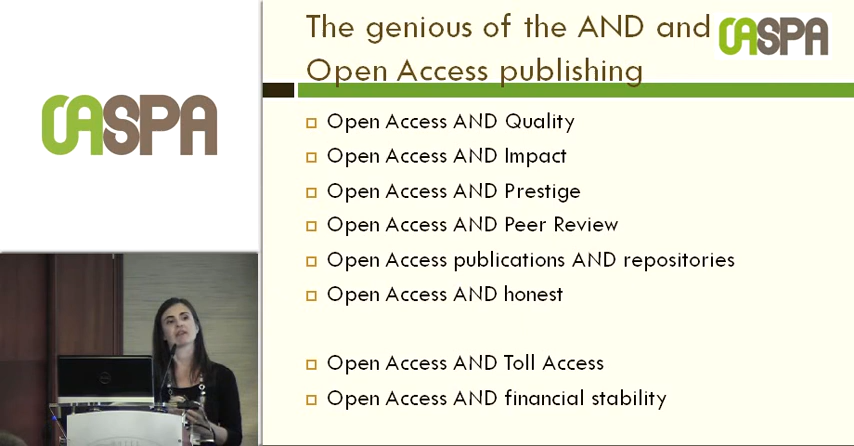 The genious of the AND and
Open Access publishing
OASPA
OASPA
Open Access AND Quality
Open Access AND Impact
Open Access AND Prestige
Open Access AND Peer Review
Open Access publications AND repositories
Open Access AND honest
Open Access AND Toll Access
Open Access AND financial stability